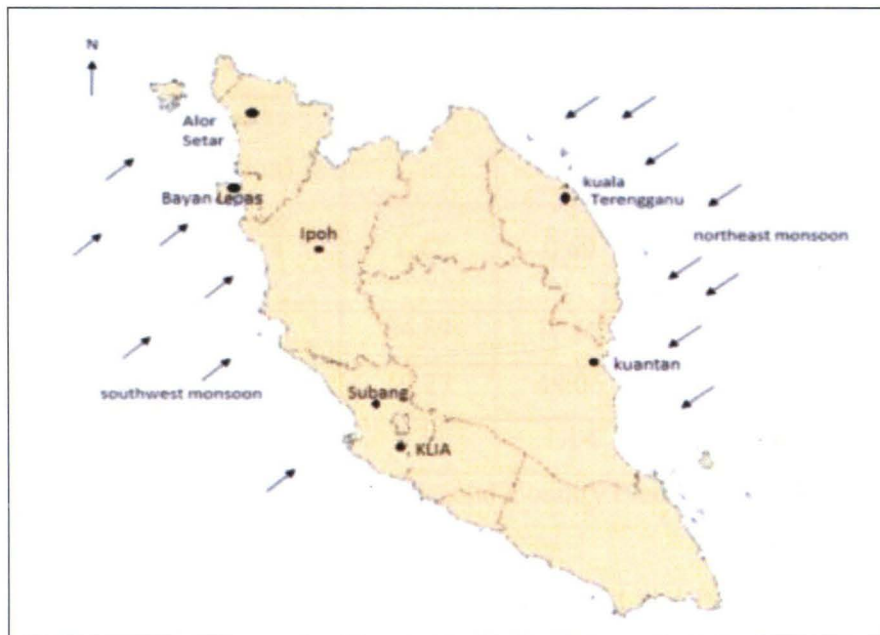 N
Alor
Setar
Bayan Lepas
Ipoh
kuala
Terengganu
northeast monsoon
kuantan
southwest monsoon
Subang
KLIA